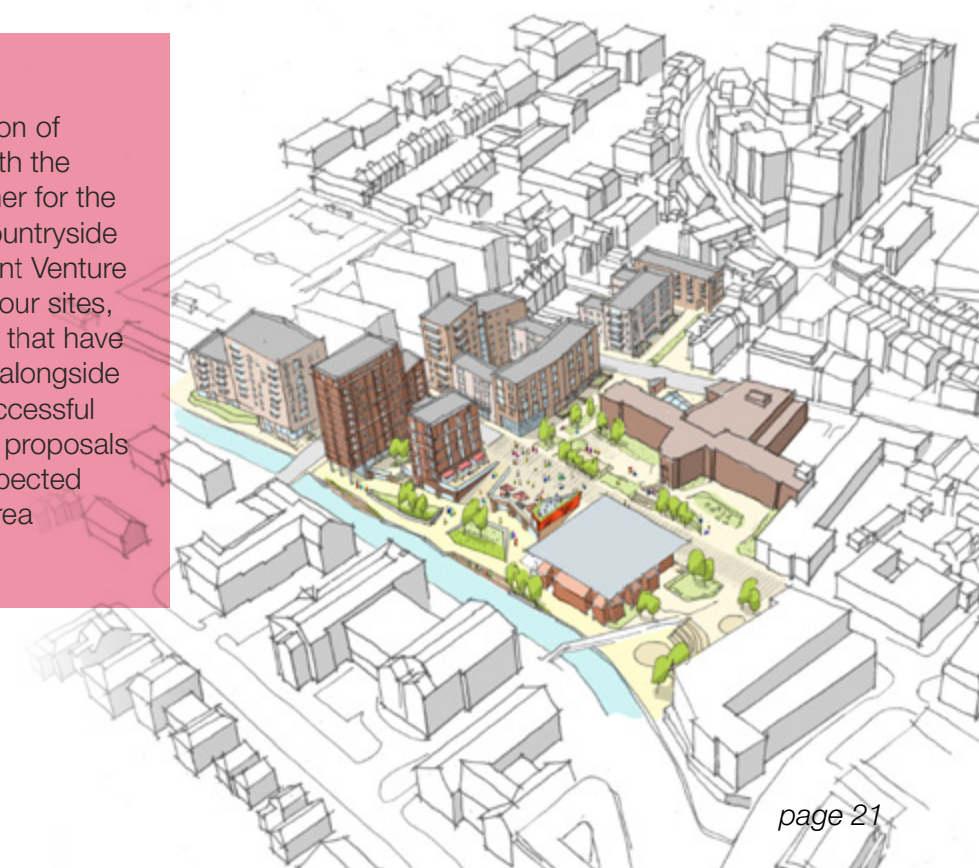 on of
th the
er for the
ountryside
nt Venture
our sites,
that have
alongside
ccessful
proposals
pected
rea
page 21